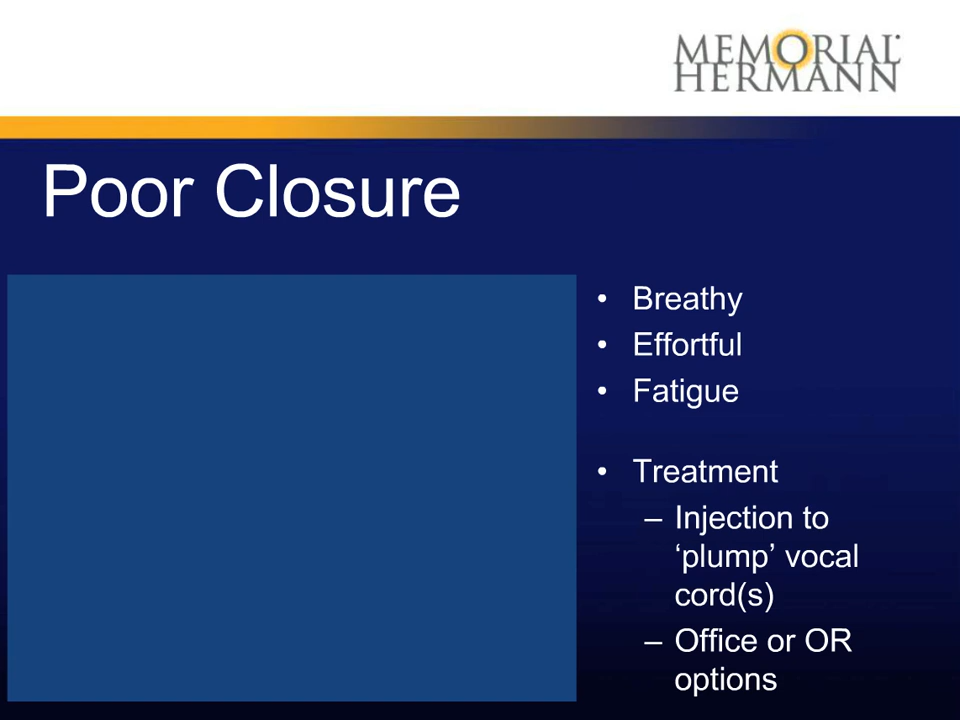 MEMORIAL
HERMANN
Poor Closure
• Breathy
• Effortful
• Fatigue
• Treatment
– Injection to
‘plump’ vocal
cord(s)
– Office or OR
options